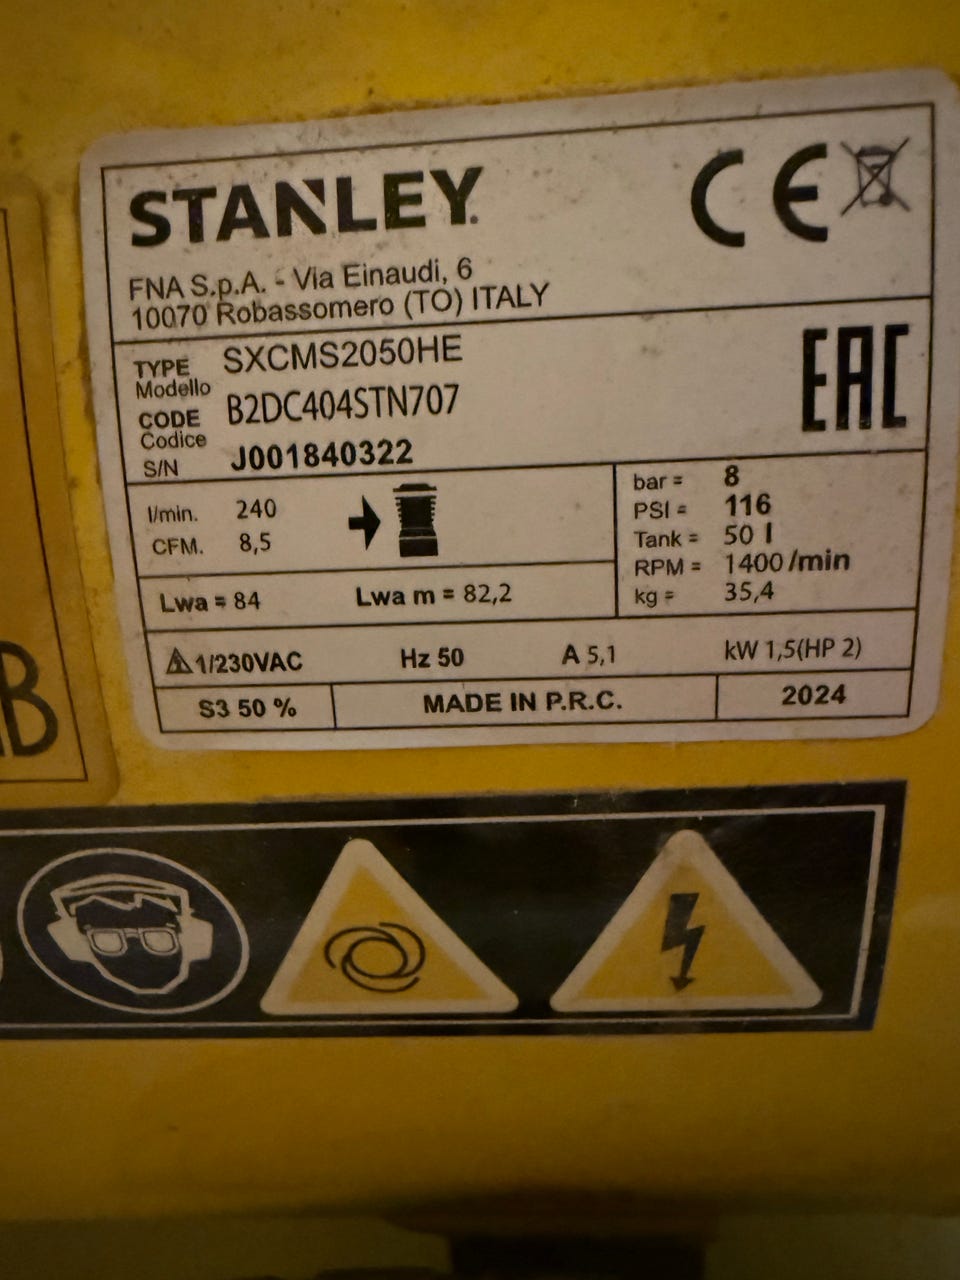 STANLEY.
CE
FNA S.p.A. - Via Einaudi, 6
10070 Robassomero (TO) ITALY
TYPE SXCMS2050HE
Modello
CODE B2DC404STN707
Codice
S/N J001840322
EAC
l/min. 240
CFM. 8,5
bar = 8
PSI = 116
Tank = 50 l
RPM = 1400/min
kg = 35,4
Lwa = 84 Lwa m = 82,2
1/230VAC Hz 50 A 5,1 kW 1,5(HP 2)
S3 50 % MADE IN P.R.C. 2024
B